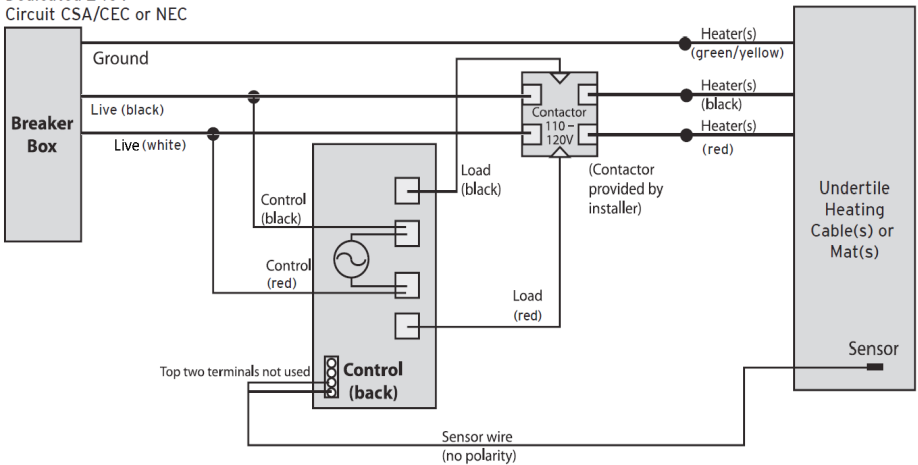 Circuit CSA/CEC or NEC
Breaker
Box
Ground
Live (black)
Live (white)
Heater(s)
(green/yellow)
Heater(s)
(black)
Heater(s)
(red)
Contactor
110 –
120V
(Contactor
provided by
installer)
Load
(black)
Control
(black)
Control
(red)
Load
(red)
Top two terminals not used
Control
(back)
Undertile
Heating
Cable(s) or
Mat(s)
Sensor
Sensor wire
(no polarity)